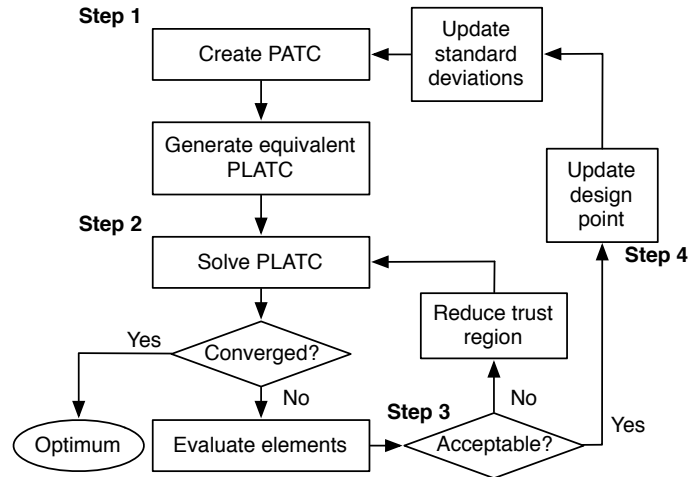 Step 1
Create PATC
Update
standard
deviations
Generate equivalent
PLATC
Update
design
point
Step 2
Solve PLATC
Step 4
Reduce trust
region
Yes
Converged?
No
Step 3
No
Optimum
Evaluate elements
Acceptable?
Yes